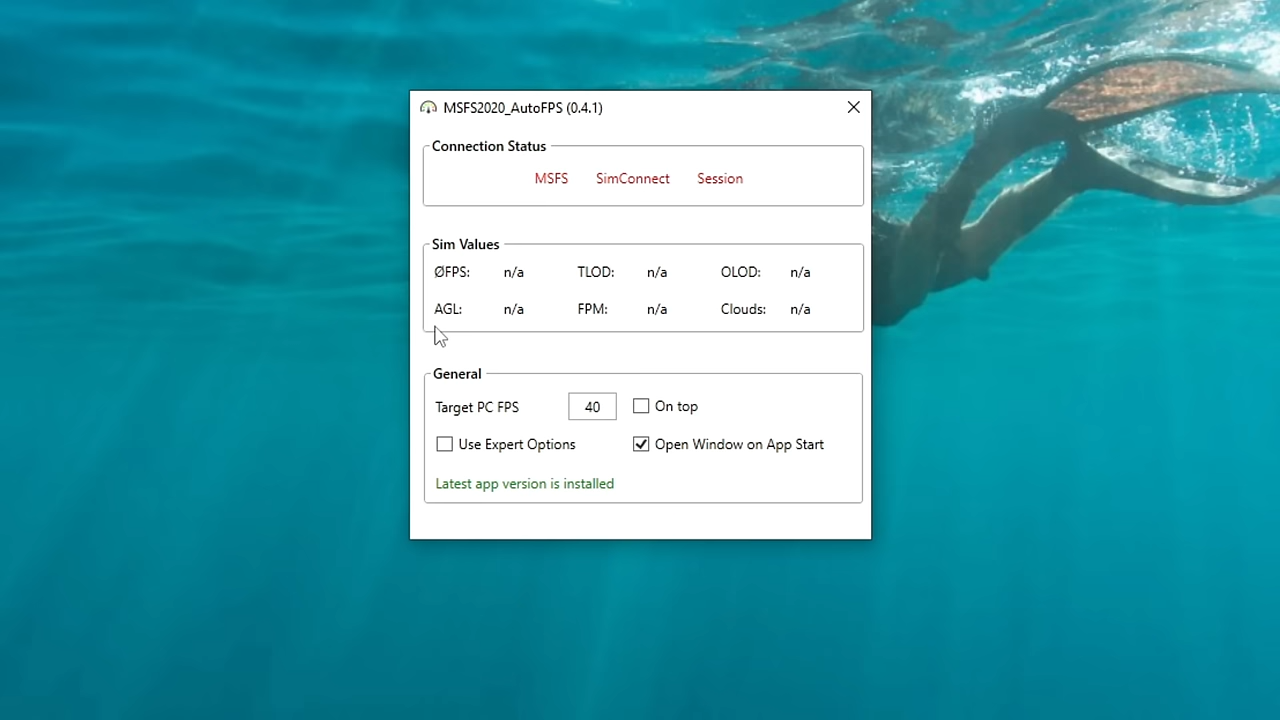 MSFS2020_AutoFPS (0.4.1)
Connection Status
MSFS SimConnect Session
Sim Values
ØFPS: n/a TLOD: n/a OLOD: n/a
AGL: n/a FPM: n/a Clouds: n/a
General
Target PC FPS 40 On top
Use Expert Options Open Window on App Start
Latest app version is installed